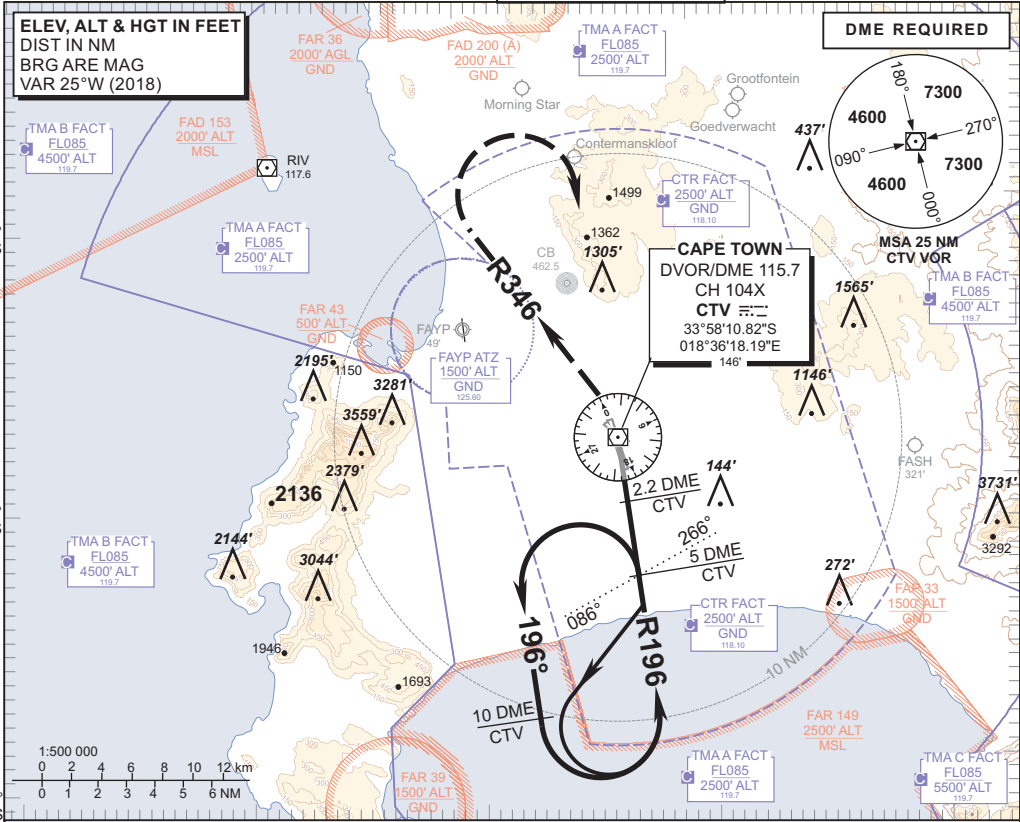 ELEV, ALT & HGT IN FEET
DIST IN NM
BRG ARE MAG
VAR 25°W (2018)
FAR 36
2000' AGL
GND
FAD 200 (A)
2000' ALT
GND
C
TMA A FACT
FL085
2500' ALT
119.7
DME REQUIRED
180°
7300
4600
270°
090°
7300
4600
000°
MSA 25 NM
CTV VOR
Morning Star
Grootfontein
Goedverwacht
437'
C
TMA B FACT
FL085
4500' ALT
119.7
FAD 153
2000' ALT
MSL
RIV
117.6
Contermanskloof
1499
C
CTR FACT
2500' ALT
GND
118.10
C
TMA A FACT
FL085
2500' ALT
119.7
1362
1305'
CB
462.5
R346
CAPE TOWN
DVOR/DME 115.7
CH 104X
CTV
33°58'10.82"S
018°36'18.19"E
146'
C
TMA B FACT
FL085
4500' ALT
119.7
1565'
FAR 43
500' ALT
GND
FAYP
49'
FAYP ATZ
1500' ALT
GND
125.60
2195'
1150
3281'
1146'
3559'
2379'
2136
0
9
18
27
FASH
321'
2.2 DME
CTV
144'
3731'
3292
266°
5 DME
CTV
086°
2144'
3044'
C
TMA B FACT
FL085
4500' ALT
119.7
272'
FAR 33
1500' ALT
GND
C
CTR FACT
2500' ALT
GND
118.10
196°
R196
1946
1693
10 NM
10 DME
CTV
FAR 149
2500' ALT
MSL
1:500 000
0 2 4 6 8 10 12 km
0 1 2 3 4 5 6 NM
FAR 39
1500' ALT
GND
C
TMA A FACT
FL085
2500' ALT
119.7
C
TMA C FACT
FL085
5500' ALT
119.7